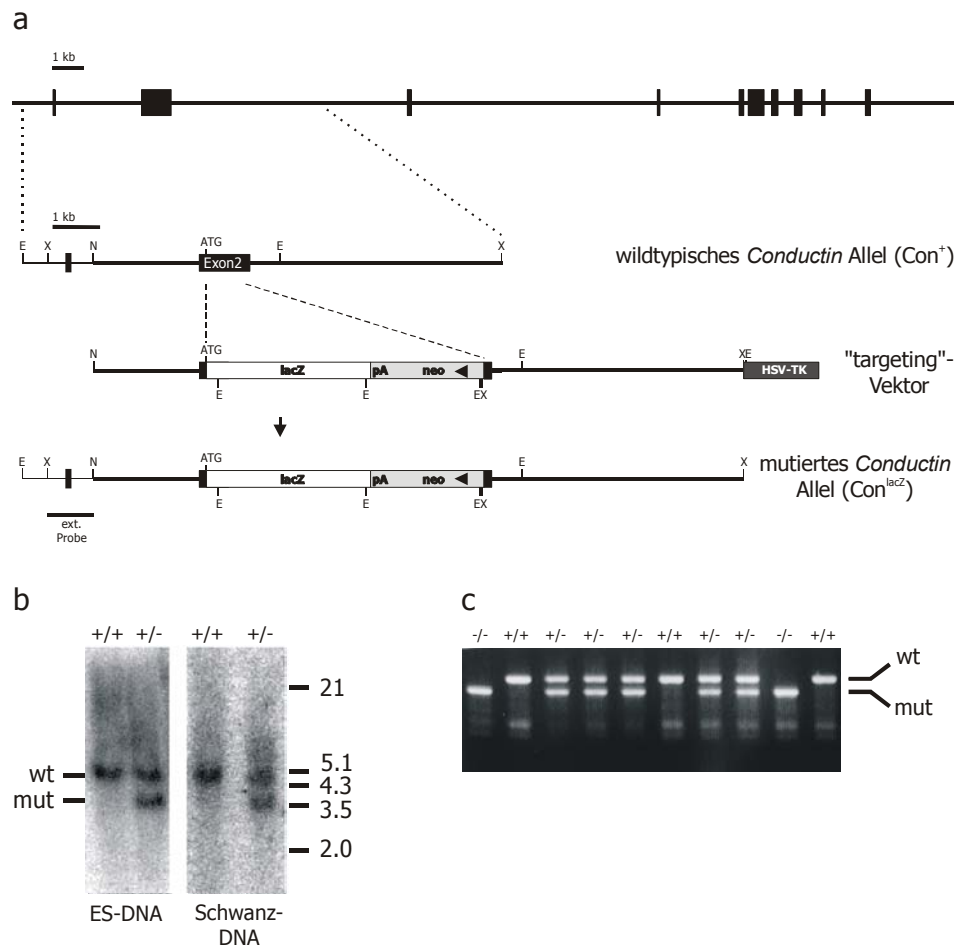 a
1 kb
1 kb
E X N ATG E X
Exon2
wildtypisches Conductin Allel (Con+)
N ATG E XE
lacZ pA neo HSV-TK
E E EX
"targeting"-
Vektor
E X N ATG E X
lacZ pA neo
E E EX
mutiertes Conductin
Allel (ConlacZ)
ext.
Probe
b
+/+ +/- +/+ +/-
21
wt
5.1
4.3
mut
3.5
2.0
ES-DNA
Schwanz-
DNA
c
-/- +/+ +/- +/- +/- +/+ +/- +/- -/- +/+
wt
mut